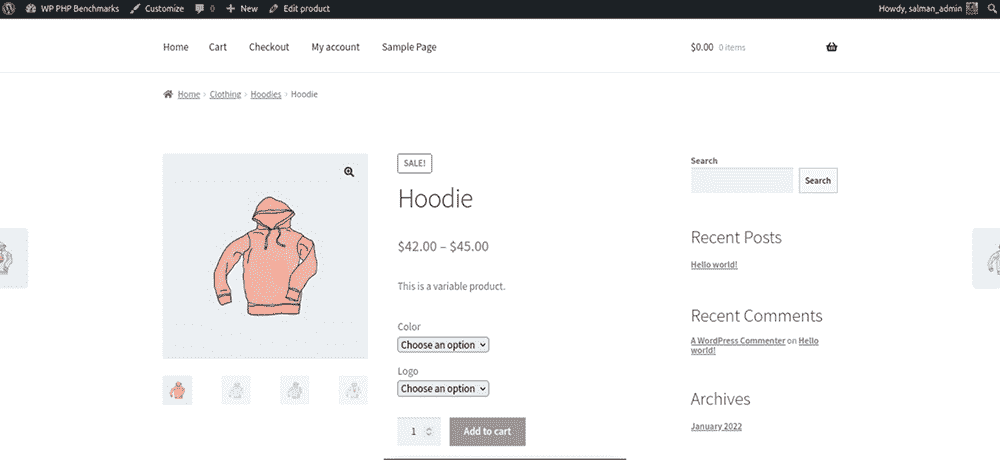 WP PHP Benchmarks Customize 0 New Edit product Howdy, salman_admin
Home Cart Checkout My account Sample Page $0.00 0 items
Home › Clothing › Hoodies › Hoodie
SALE!
Hoodie
$42.00 – $45.00
This is a variable product.
Color
Choose an option
Logo
Choose an option
1 Add to cart
Search
Search
Recent Posts
Hello world!
Recent Comments
A WordPress Commenter on Hello
world!
Archives
January 2022